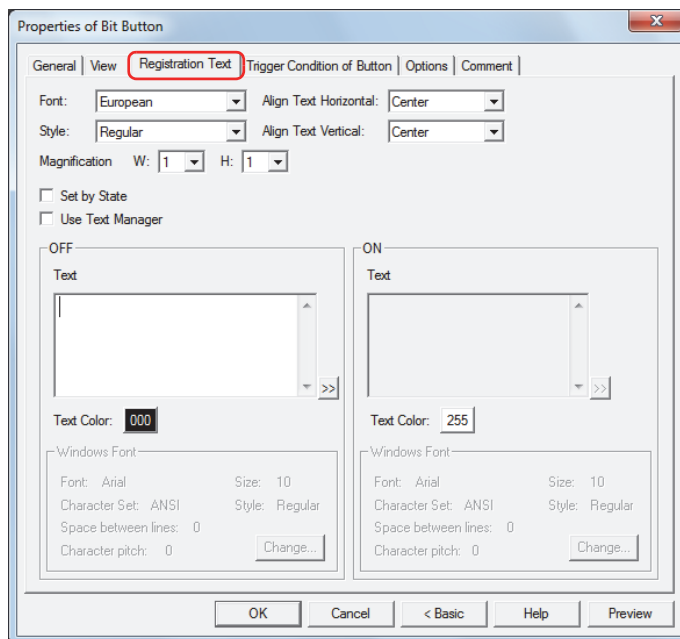 Properties of Bit Button
General View Registration Text Trigger Condition of Button Options Comment
Font: European Align Text Horizontal: Center
Style: Regular Align Text Vertical: Center
Magnification W: 1 H: 1
Set by State
Use Text Manager
OFF
Text
>>
Text Color: 000
Windows Font
Font: Arial Size: 10
Character Set: ANSI Style: Regular
Space between lines: 0
Character pitch: 0 Change...
ON
Text
>>
Text Color: 255
Windows Font
Font: Arial Size: 10
Character Set: ANSI Style: Regular
Space between lines: 0
Character pitch: 0 Change...
OK Cancel < Basic Help Preview